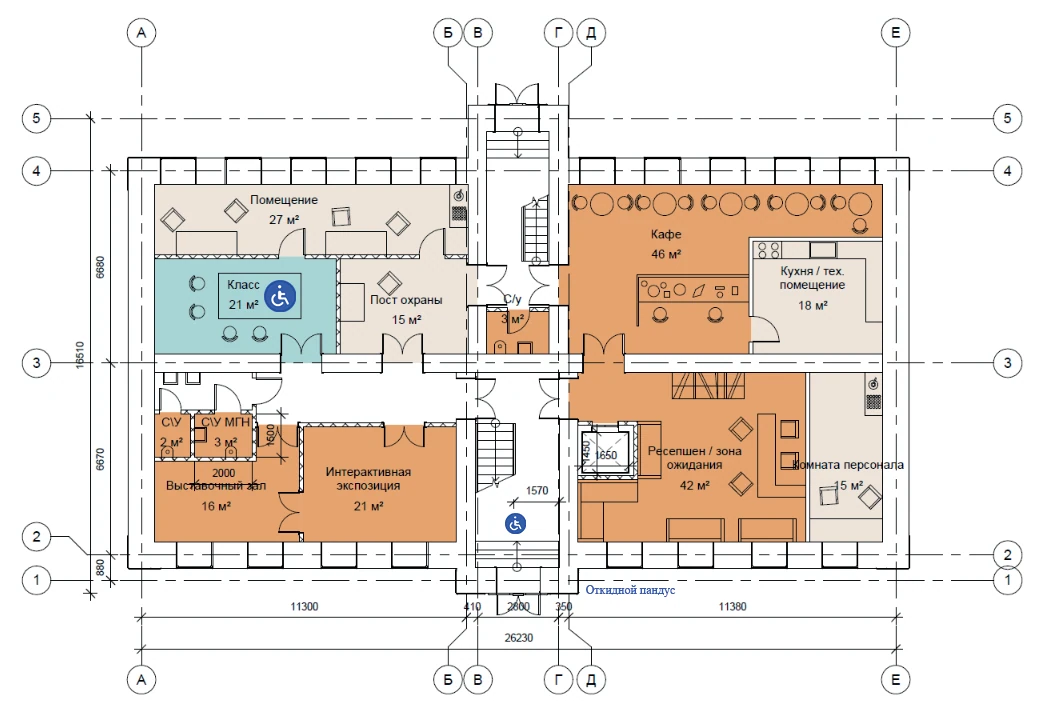 А
Б
В
Г
Д
Е
5
5
4
4
Помещение
27 м²
Кафе
46 м²
Кухня / тех.
помещение
18 м²
Класс
21 м²
Пост охраны
15 м²
С/у
3 м²
6680
16510
3
3
С\У
2 м²
С\У МГН
3 м²
1500
2000
Выставочный зал
16 м²
Интерактивная
экспозиция
21 м²
1450
1650
1570
Ресепшен / зона
ожидания
42 м²
Комната персонала
15 м²
6670
2
2
880
1
1
Откидной пандус
11300
410
2800
350
11380
26230
А
Б
В
Г
Д
Е